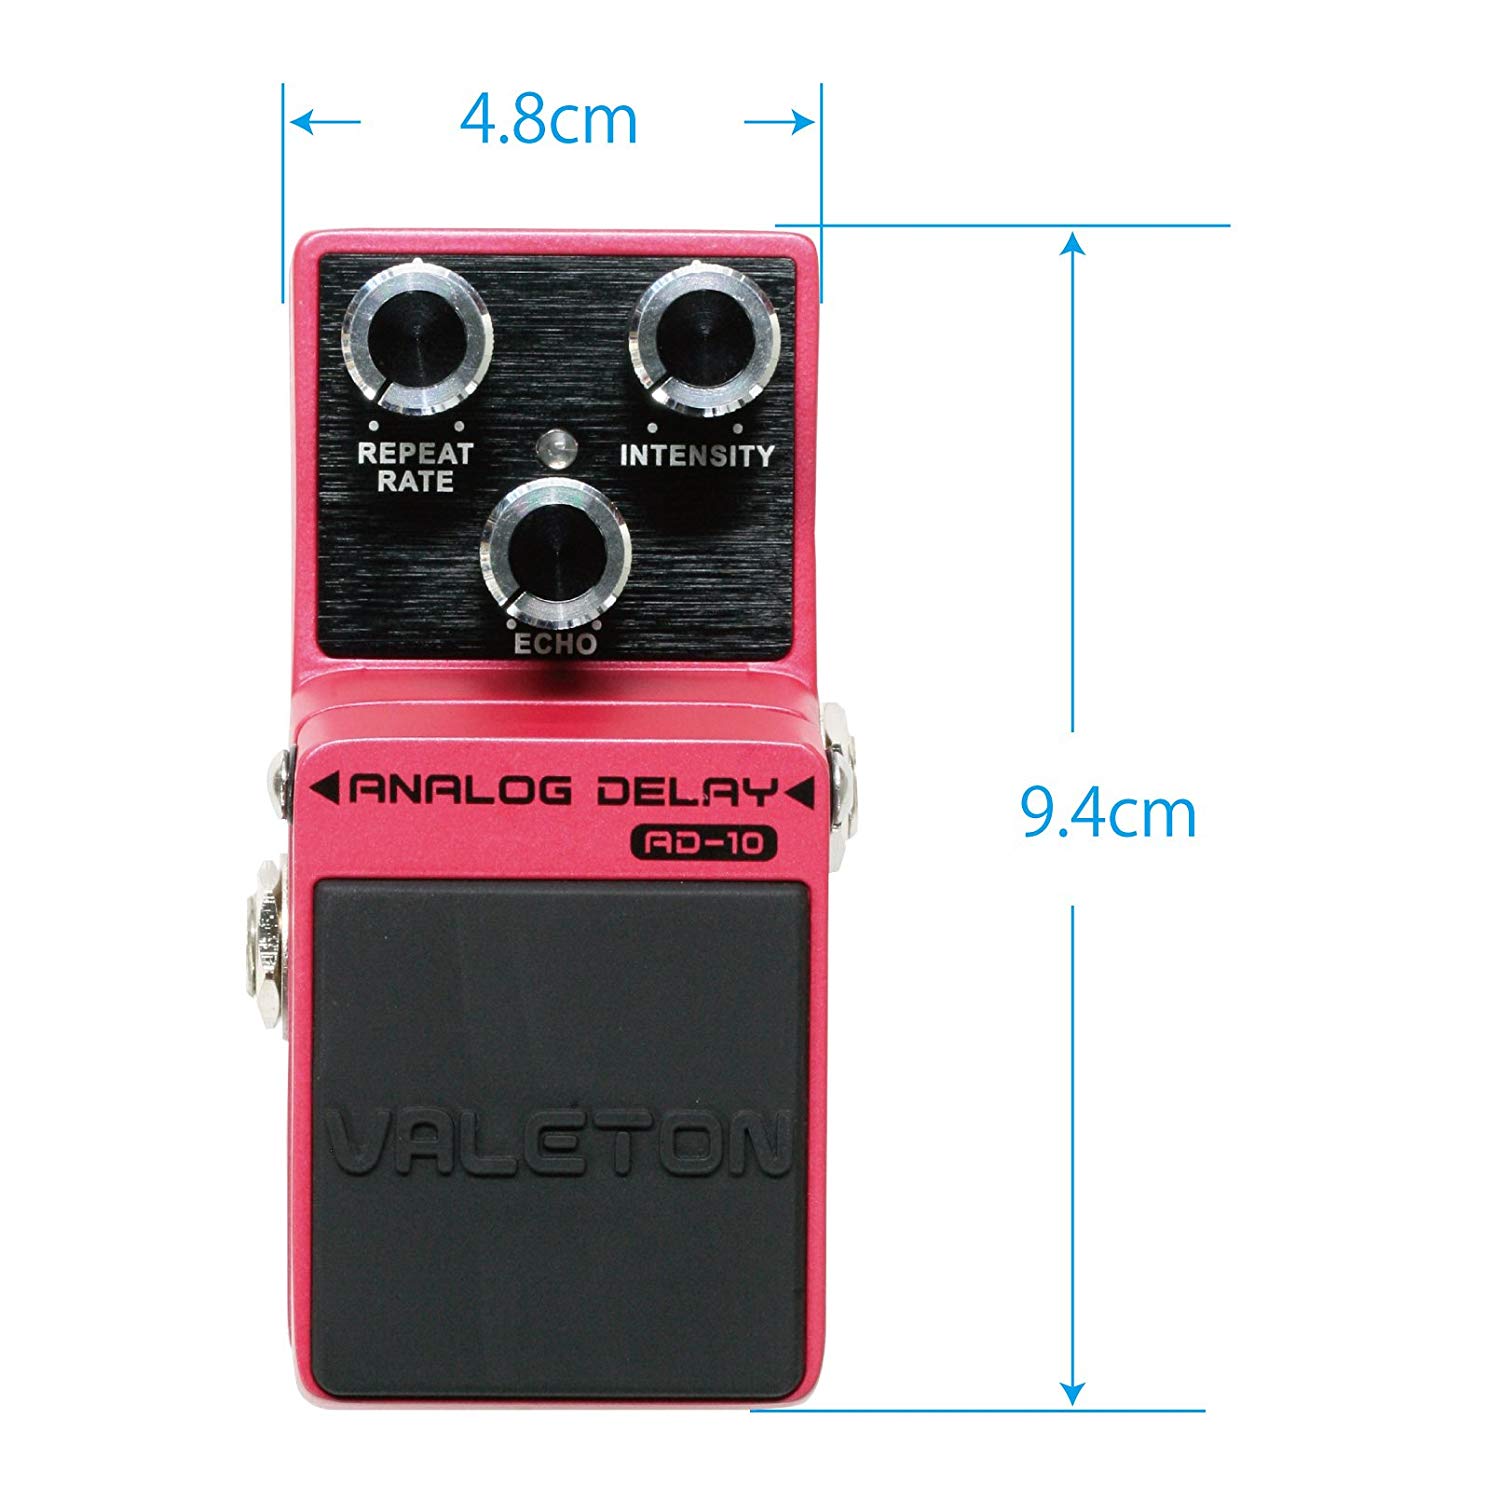 4.8cm
REPEAT
RATE
INTENSITY
ECHO
ANALOG DELAY
AD-10
9.4cm
VALETON